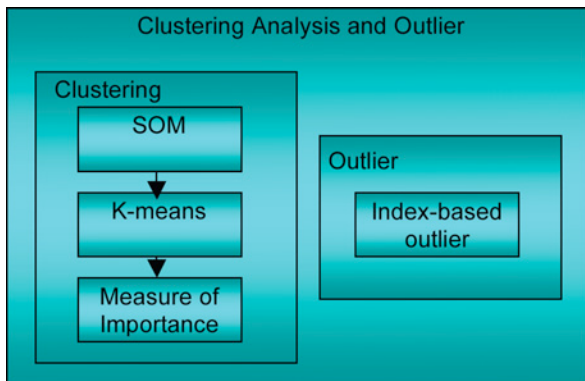 Clustering Analysis and Outlier
Clustering
SOM
K-means
Measure of
Importance
Outlier
Index-based
outlier